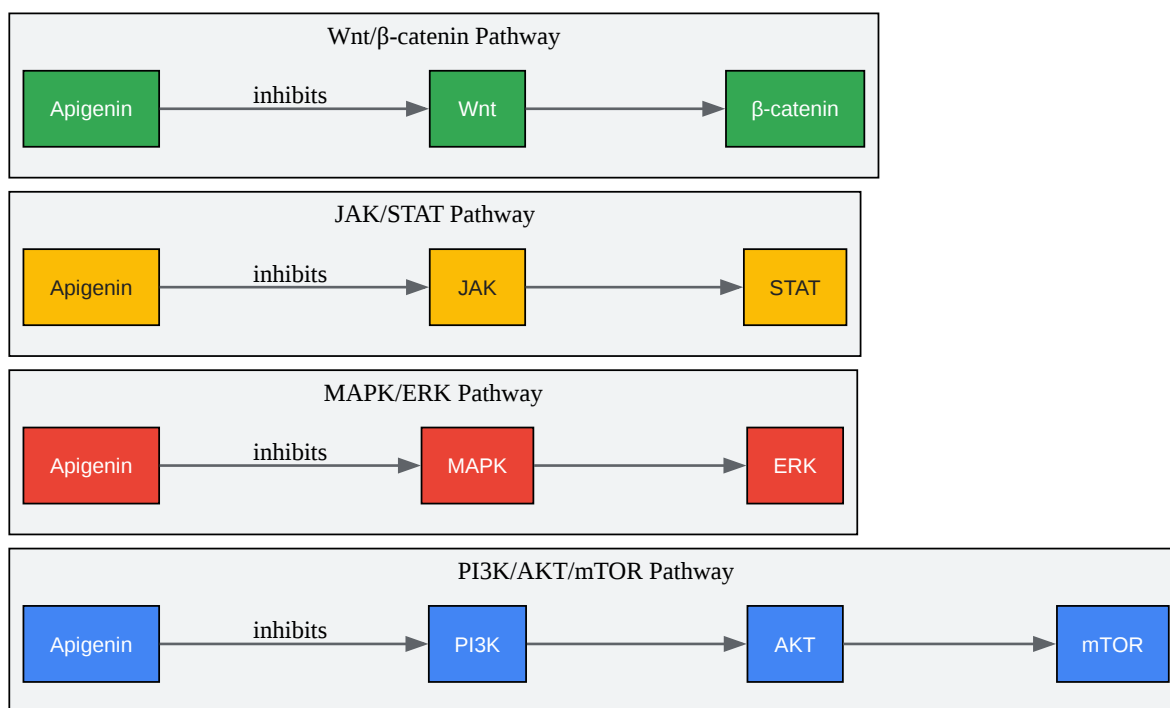 Wnt/β-catenin Pathway
Apigenin inhibits Wnt β-catenin
JAK/STAT Pathway
Apigenin inhibits JAK STAT
MAPK/ERK Pathway
Apigenin inhibits MAPK ERK
PI3K/AKT/mTOR Pathway
Apigenin inhibits PI3K AKT mTOR